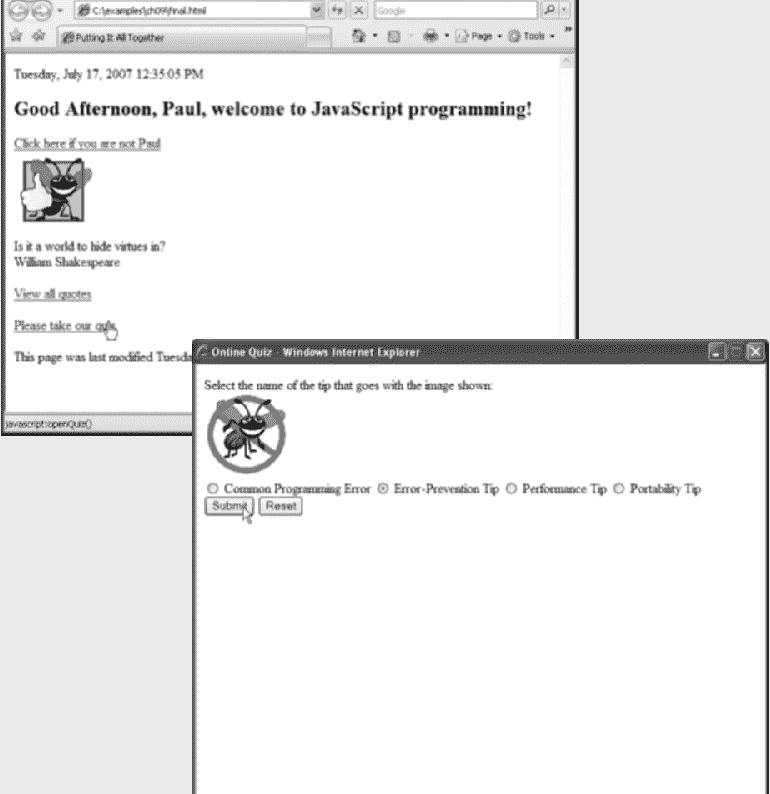 C:\examples\ch09\final.html
Google
Putting It All Together
Page
Tools
Tuesday, July 17, 2007 12:35:05 PM
Good Afternoon, Paul, welcome to JavaScript programming!
Click here if you are not Paul
Is it a world to hide virtues in?
William Shakespeare
View all quotes
Please take our quiz
This page was last modified Tuesda
javascript:openQuiz()
Online Quiz - Windows Internet Explorer
Select the name of the tip that goes with the image shown:
Common Programming Error Error-Prevention Tip Performance Tip Portability Tip
Submit Reset